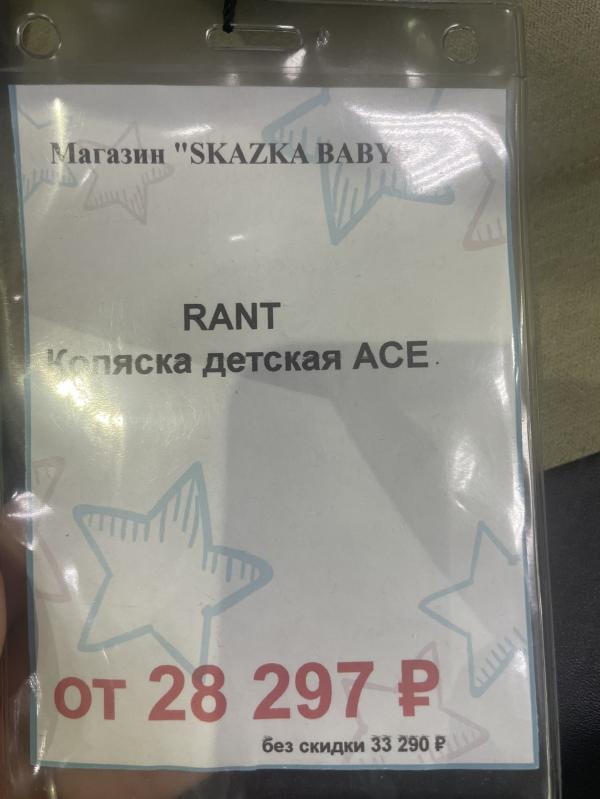 Магазин "SKAZKA BABY
RANT
Коляска детская ACE
от 28 297 ₽
без скидки 33 290 ₽